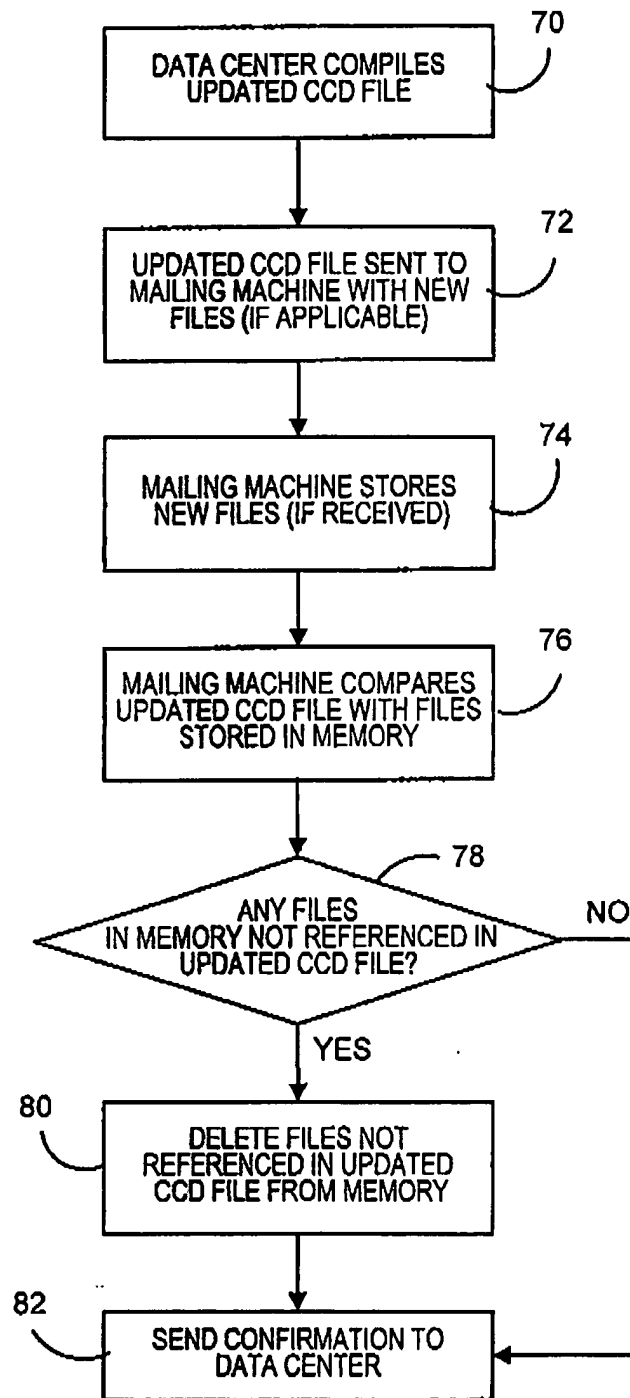 70
DATA CENTER COMPILES
UPDATED CCD FILE
72
UPDATED CCD FILE SENT TO
MAILING MACHINE WITH NEW
FILES (IF APPLICABLE)
74
MAILING MACHINE STORES
NEW FILES (IF RECEIVED)
76
MAILING MACHINE COMPARES
UPDATED CCD FILE WITH FILES
STORED IN MEMORY
78
ANY FILES
IN MEMORY NOT REFERENCED IN
UPDATED CCD FILE?
NO
YES
80
DELETE FILES NOT
REFERENCED IN UPDATED
CCD FILE FROM MEMORY
82
SEND CONFIRMATION TO
DATA CENTER